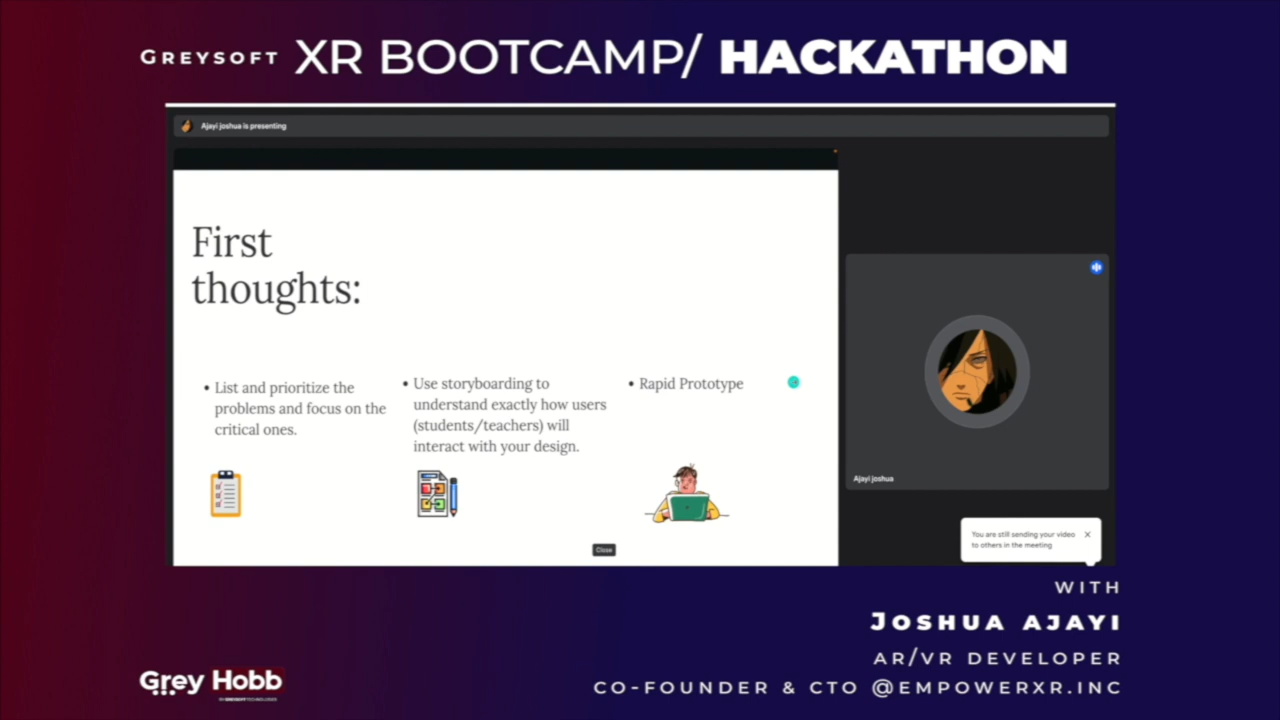 GREYSOFT XR BOOTCAMP/ HACKATHON
Ajayi joshua is presenting
First
thoughts:
• List and prioritize the
problems and focus on the
critical ones.
• Use storyboarding to
understand exactly how users
(students/teachers) will
interact with your design.
• Rapid Prototype
Close
Ajayi joshua
You are still sending your video
to others in the meeting
WITH
JOSHUA AJAYI
AR/VR DEVELOPER
CO-FOUNDER & CTO @EMPOWERXR.INC
Grey Hobb